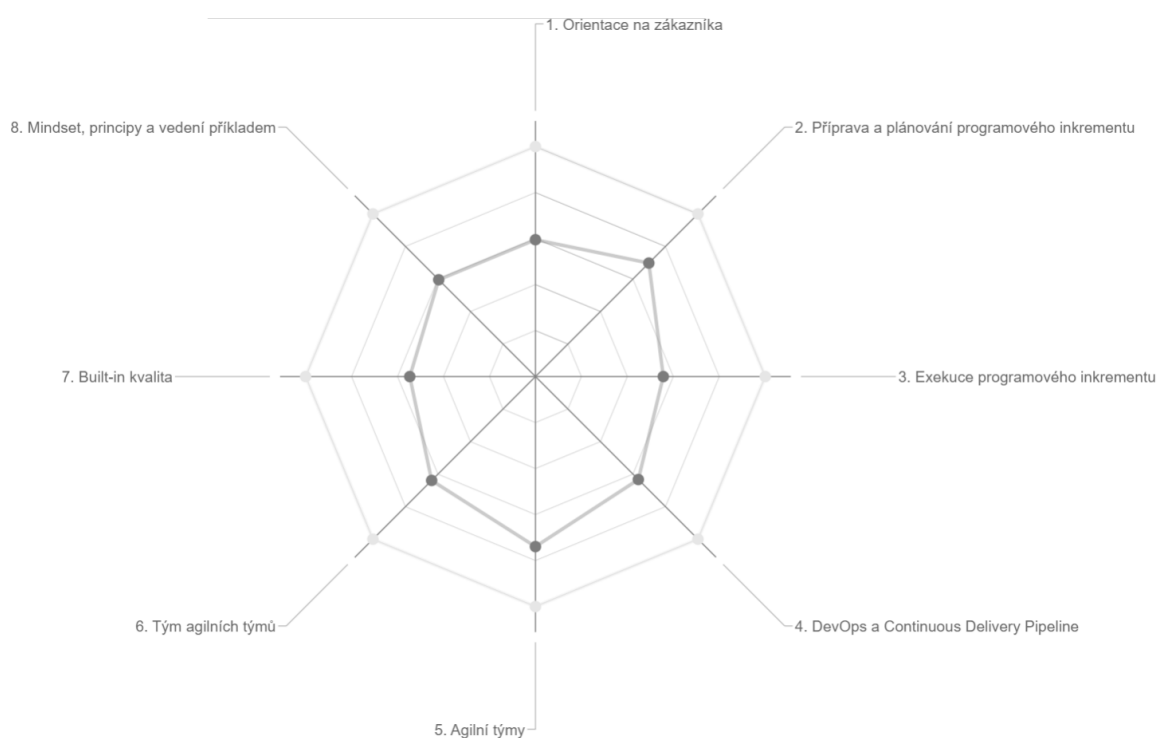 1. Orientace na zákazníka
2. Příprava a plánování programového inkrementu
3. Exekuce programového inkrementu
4. DevOps a Continuous Delivery Pipeline
5. Agilní týmy
6. Tým agilních týmů
7. Built-in kvalita
8. Mindset, principy a vedení příkladem